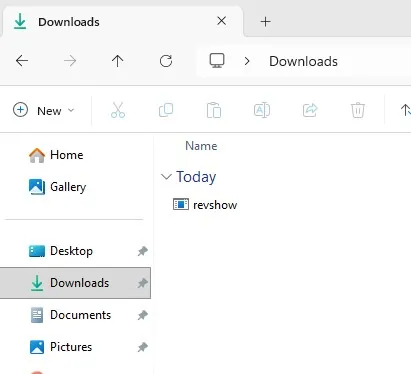 Downloads
Downloads
New
Name
Home
Today
Gallery
revshow
Desktop
Downloads
Documents
Pictures